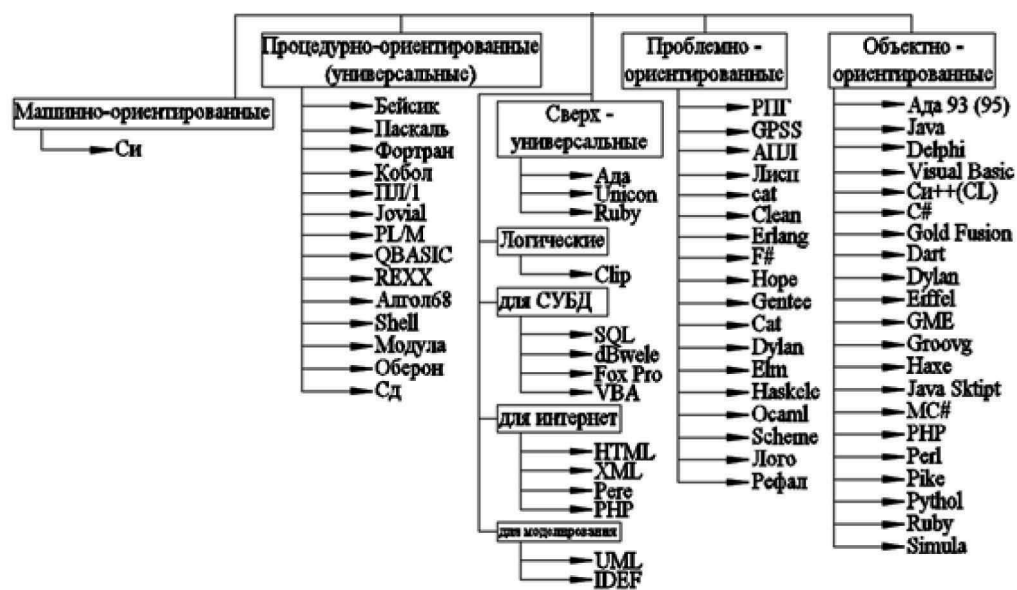 Машинно-ориентированные
Си
Процедурно-ориентированные
(универсальные)
Бейсик
Паскаль
Фортран
Кобол
ПЛ/1
Jovial
PL/M
QBASIC
REXX
Алгол68
Shell
Модула
Оберон
Сд
Сверх -
универсальные
Ада
Unicon
Ruby
Логические
Clip
для СУБД
SQL
dBwele
Fox Pro
VBA
для интернет
HTML
XML
Pere
PHP
для моделирования
UML
IDEF
Проблемно -
ориентированные
РПГ
GPSS
АПЛ
Лисп
cat
Clean
Erlang
F#
Hope
Gentee
Cat
Dylan
Elm
Haskele
Ocaml
Scheme
Лого
Рефал
Объектно -
ориентированные
Ада 93 (95)
Java
Delphi
Visual Basic
Си++(CL)
C#
Gold Fusion
Dart
Dylan
Eiffel
GME
Groovg
Haxe
Java Sktipt
MC#
PHP
Perl
Pike
Pythol
Ruby
Simula